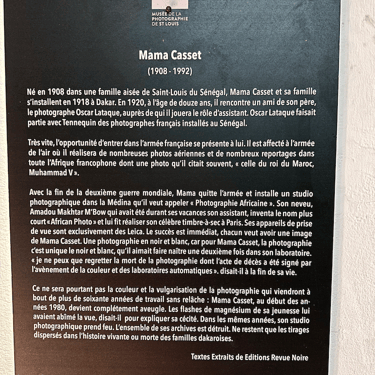 MUSÉE DE LA
PHOTOGRAPHIE
DE ST LOUIS
Mama Casset
(1908 - 1992)
Né en 1908 dans une famille aisée de Saint-Louis du Sénégal, Mama Casset et sa famille
s'installent en 1918 à Dakar. En 1920, à l'âge de douze ans, il rencontre un ami de son père,
le photographe Oscar Lataque, auprès de qui il jouera le rôle d'assistant. Oscar Lataque faisait
partie avec Tennequin des photographes français installés au Sénégal.
Très vite, l'opportunité d'entrer dans l'armée française se présente à lui. Il est affecté à l'armée
de l'air où il réalisera de nombreuses photos aériennes et de nombreux reportages dans
toute l'Afrique francophone dont une photo qu'il citait souvent, « celle du roi du Maroc,
Muhammad V ».
Avec la fin de la deuxième guerre mondiale, Mama quitte l'armée et installe un studio
photographique dans la Médina qu'il veut appeler « Photographie Africaine ». Son neveu,
Amadou Makhtar M'Bow qui avait été durant ses vacances son assistant, inventa le nom plus
court «African Photo» et lui fit réaliser son célèbre timbre-à-sec à Paris. Ses appareils de prise
de vue sont exclusivement des Leica. Le succès est immédiat, chacun veut avoir une image
de Mama Casset. Une photographie en noir et blanc, car pour Mama Casset, la photographie
c'est unique le noir et blanc, qu'il aimait faire naître une deuxième fois dans son laboratoire.
« je ne peux que regretter la mort de la photographie dont l'acte de décès a été signé par
l'avènement de la couleur et des laboratoires automatiques ». disait-il à la fin de sa vie.
Ce ne sera pourtant pas la couleur et la vulgarisation de la photographie qui viendront à
bout de plus de soixante années de travail sans relâche : Mama Casset, au début des an-
nées 1980, devient complètement aveugle. Les flashes de magnésium de sa jeunesse lui
avaient abîmé la vue, disait-il pour expliquer sa cécité. Dans les mêmes années, son studio
photographique prend feu. L'ensemble de ses archives est détruit. Ne restent que les tirages
dispersés dans l'histoire vivante ou morte des familles dakaroises.
Textes Extraits de Editions Revue Noire